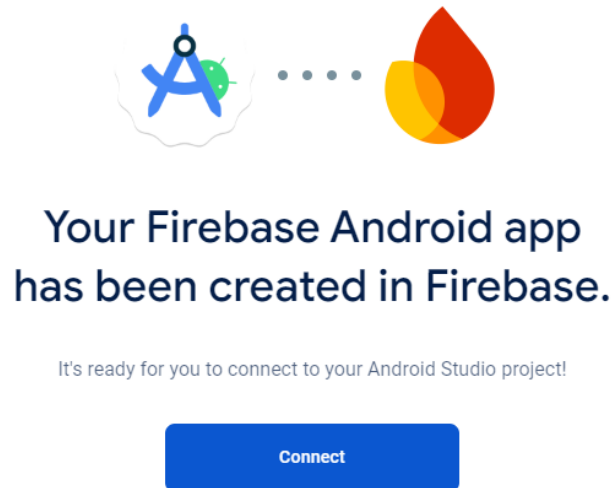 Your Firebase Android app
has been created in Firebase.
It's ready for you to connect to your Android Studio project!
Connect